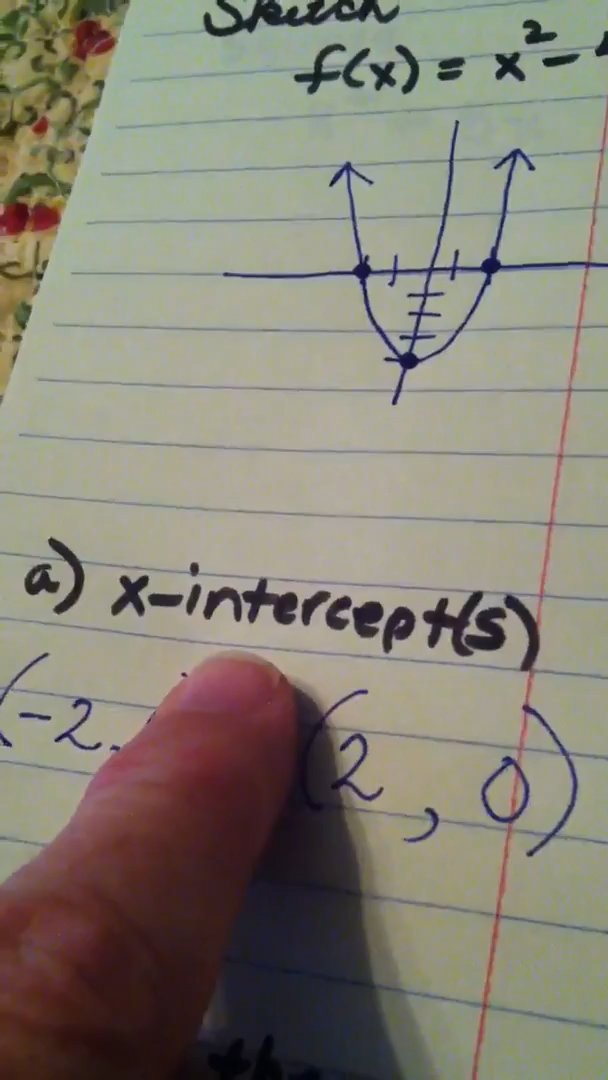 Sketch
f(x) = x² -
a) x-intercept(s)
(-2, (2, 0)